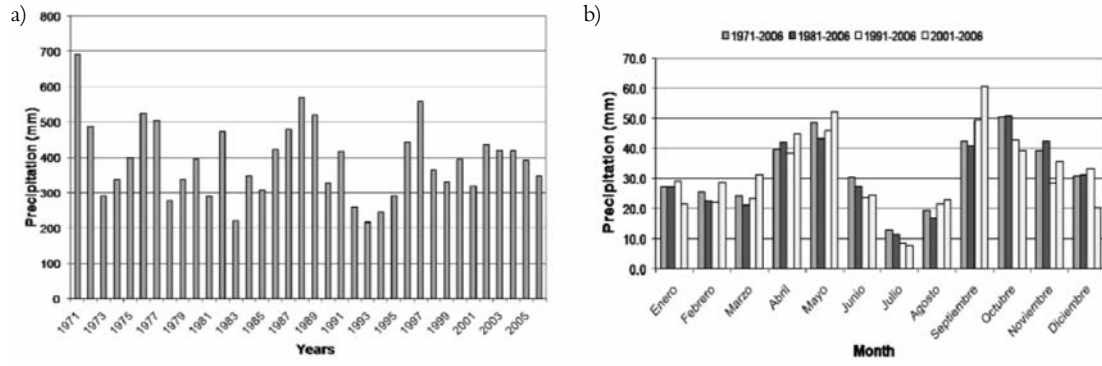 a)
800
700
600
500
400
300
200
100
0
Precipitation (mm)
1971
1973
1975
1977
1979
1981
1983
1985
1987
1989
1991
1993
1995
1997
1999
2001
2003
2005
Years
b)
1971-2006 1981-2006 1991-2006 2001-2006
70.0
60.0
50.0
40.0
30.0
20.0
10.0
0.0
Precipitation (mm)
Enero
Febrero
Marzo
Abril
Mayo
Junio
Julio
Agosto
Septiembre
Octubre
Noviembre
Diciembre
Month